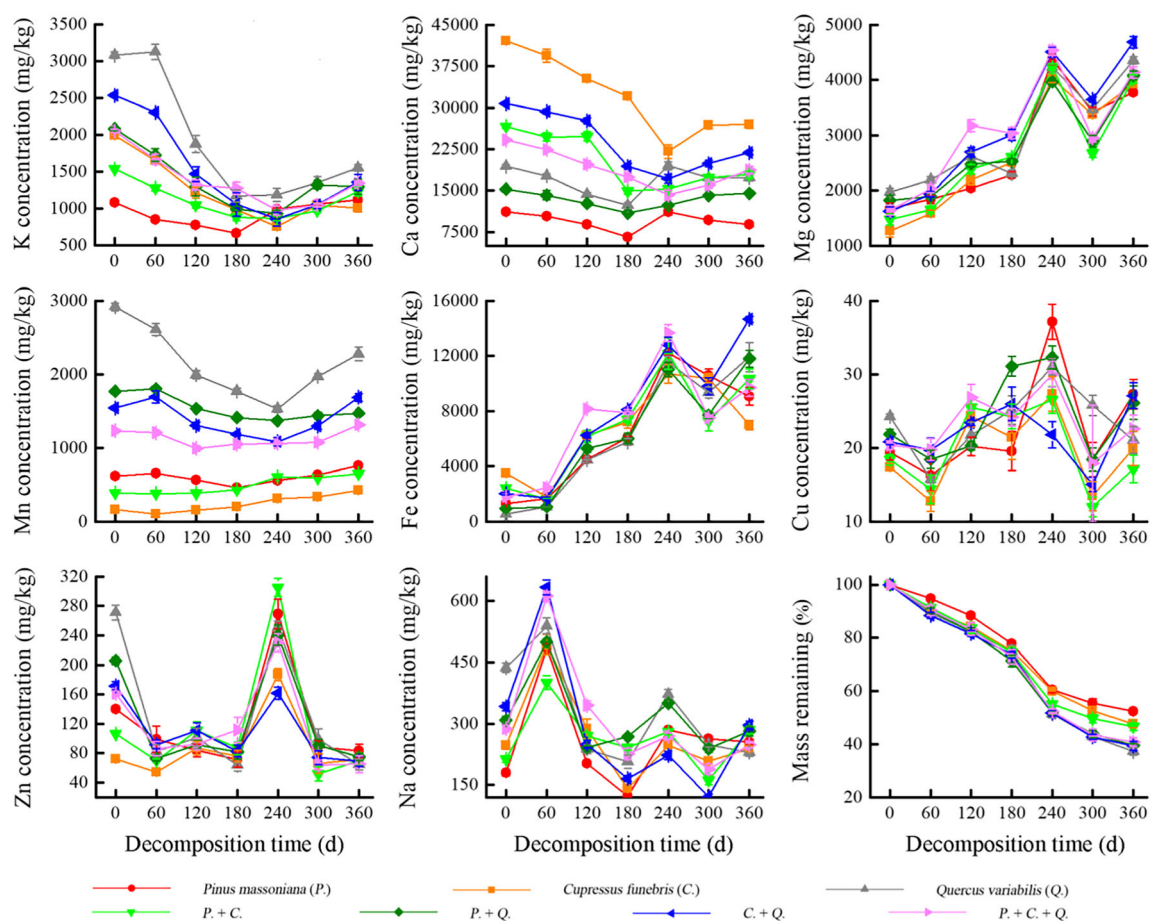 K concentration (mg/kg)
3500
3000
2500
2000
1500
1000
500
0 60 120 180 240 300 360
Ca concentration (mg/kg)
45000
37500
30000
22500
15000
7500
0 60 120 180 240 300 360
Mg concentration (mg/kg)
5000
4000
3000
2000
1000
0 60 120 180 240 300 360
Mn concentration (mg/kg)
3000
2000
1000
0
0 60 120 180 240 300 360
Fe concentration (mg/kg)
16000
12000
8000
4000
0
0 60 120 180 240 300 360
Cu concentration (mg/kg)
40
30
20
10
0 60 120 180 240 300 360
Zn concentration (mg/kg)
320
280
240
200
160
120
80
40
0 60 120 180 240 300 360
Decomposition time (d)
Na concentration (mg/kg)
600
450
300
150
0 60 120 180 240 300 360
Decomposition time (d)
Mass remaining (%)
100
80
60
40
20
0 60 120 180 240 300 360
Decomposition time (d)
Pinus massoniana (P.) Cupressus funebris (C.) Quercus variabilis (Q.)
P. + C. P. + Q. C. + Q. P. + C. + Q.